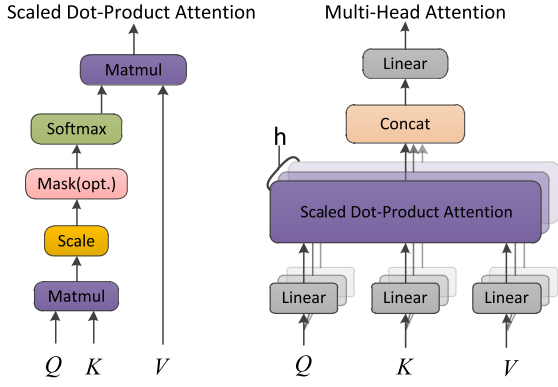 Scaled Dot-Product Attention
Matmul
Softmax
Mask(opt.)
Scale
Matmul
Q K V
Multi-Head Attention
Linear
Concat
h
Scaled Dot-Product Attention
Linear Linear Linear
Q K V